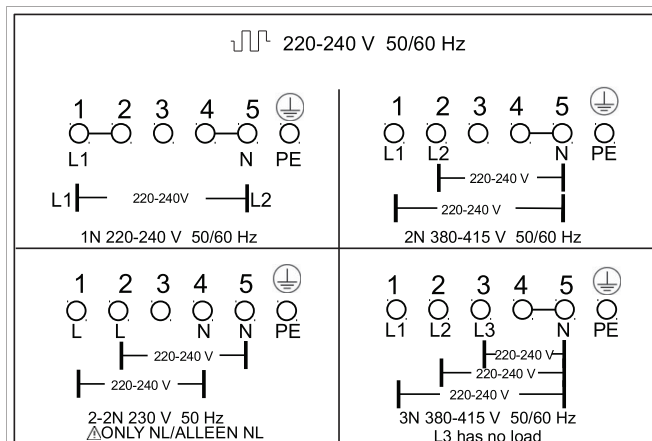 220-240 V 50/60 Hz
1 2 3 4 5
L1 N PE
L1 220-240V L2
1N 220-240 V 50/60 Hz
1 2 3 4 5
L1 L2 N PE
220-240 V
220-240 V
2N 380-415 V 50/60 Hz
1 2 3 4 5
L L N N PE
220-240 V
220-240 V
2-2N 230 V 50 Hz
⚠ONLY NL/ALLEEN NL
1 2 3 4 5
L1 L2 L3 N PE
220-240 V
220-240 V
220-240 V
3N 380-415 V 50/60 Hz
L3 has no load